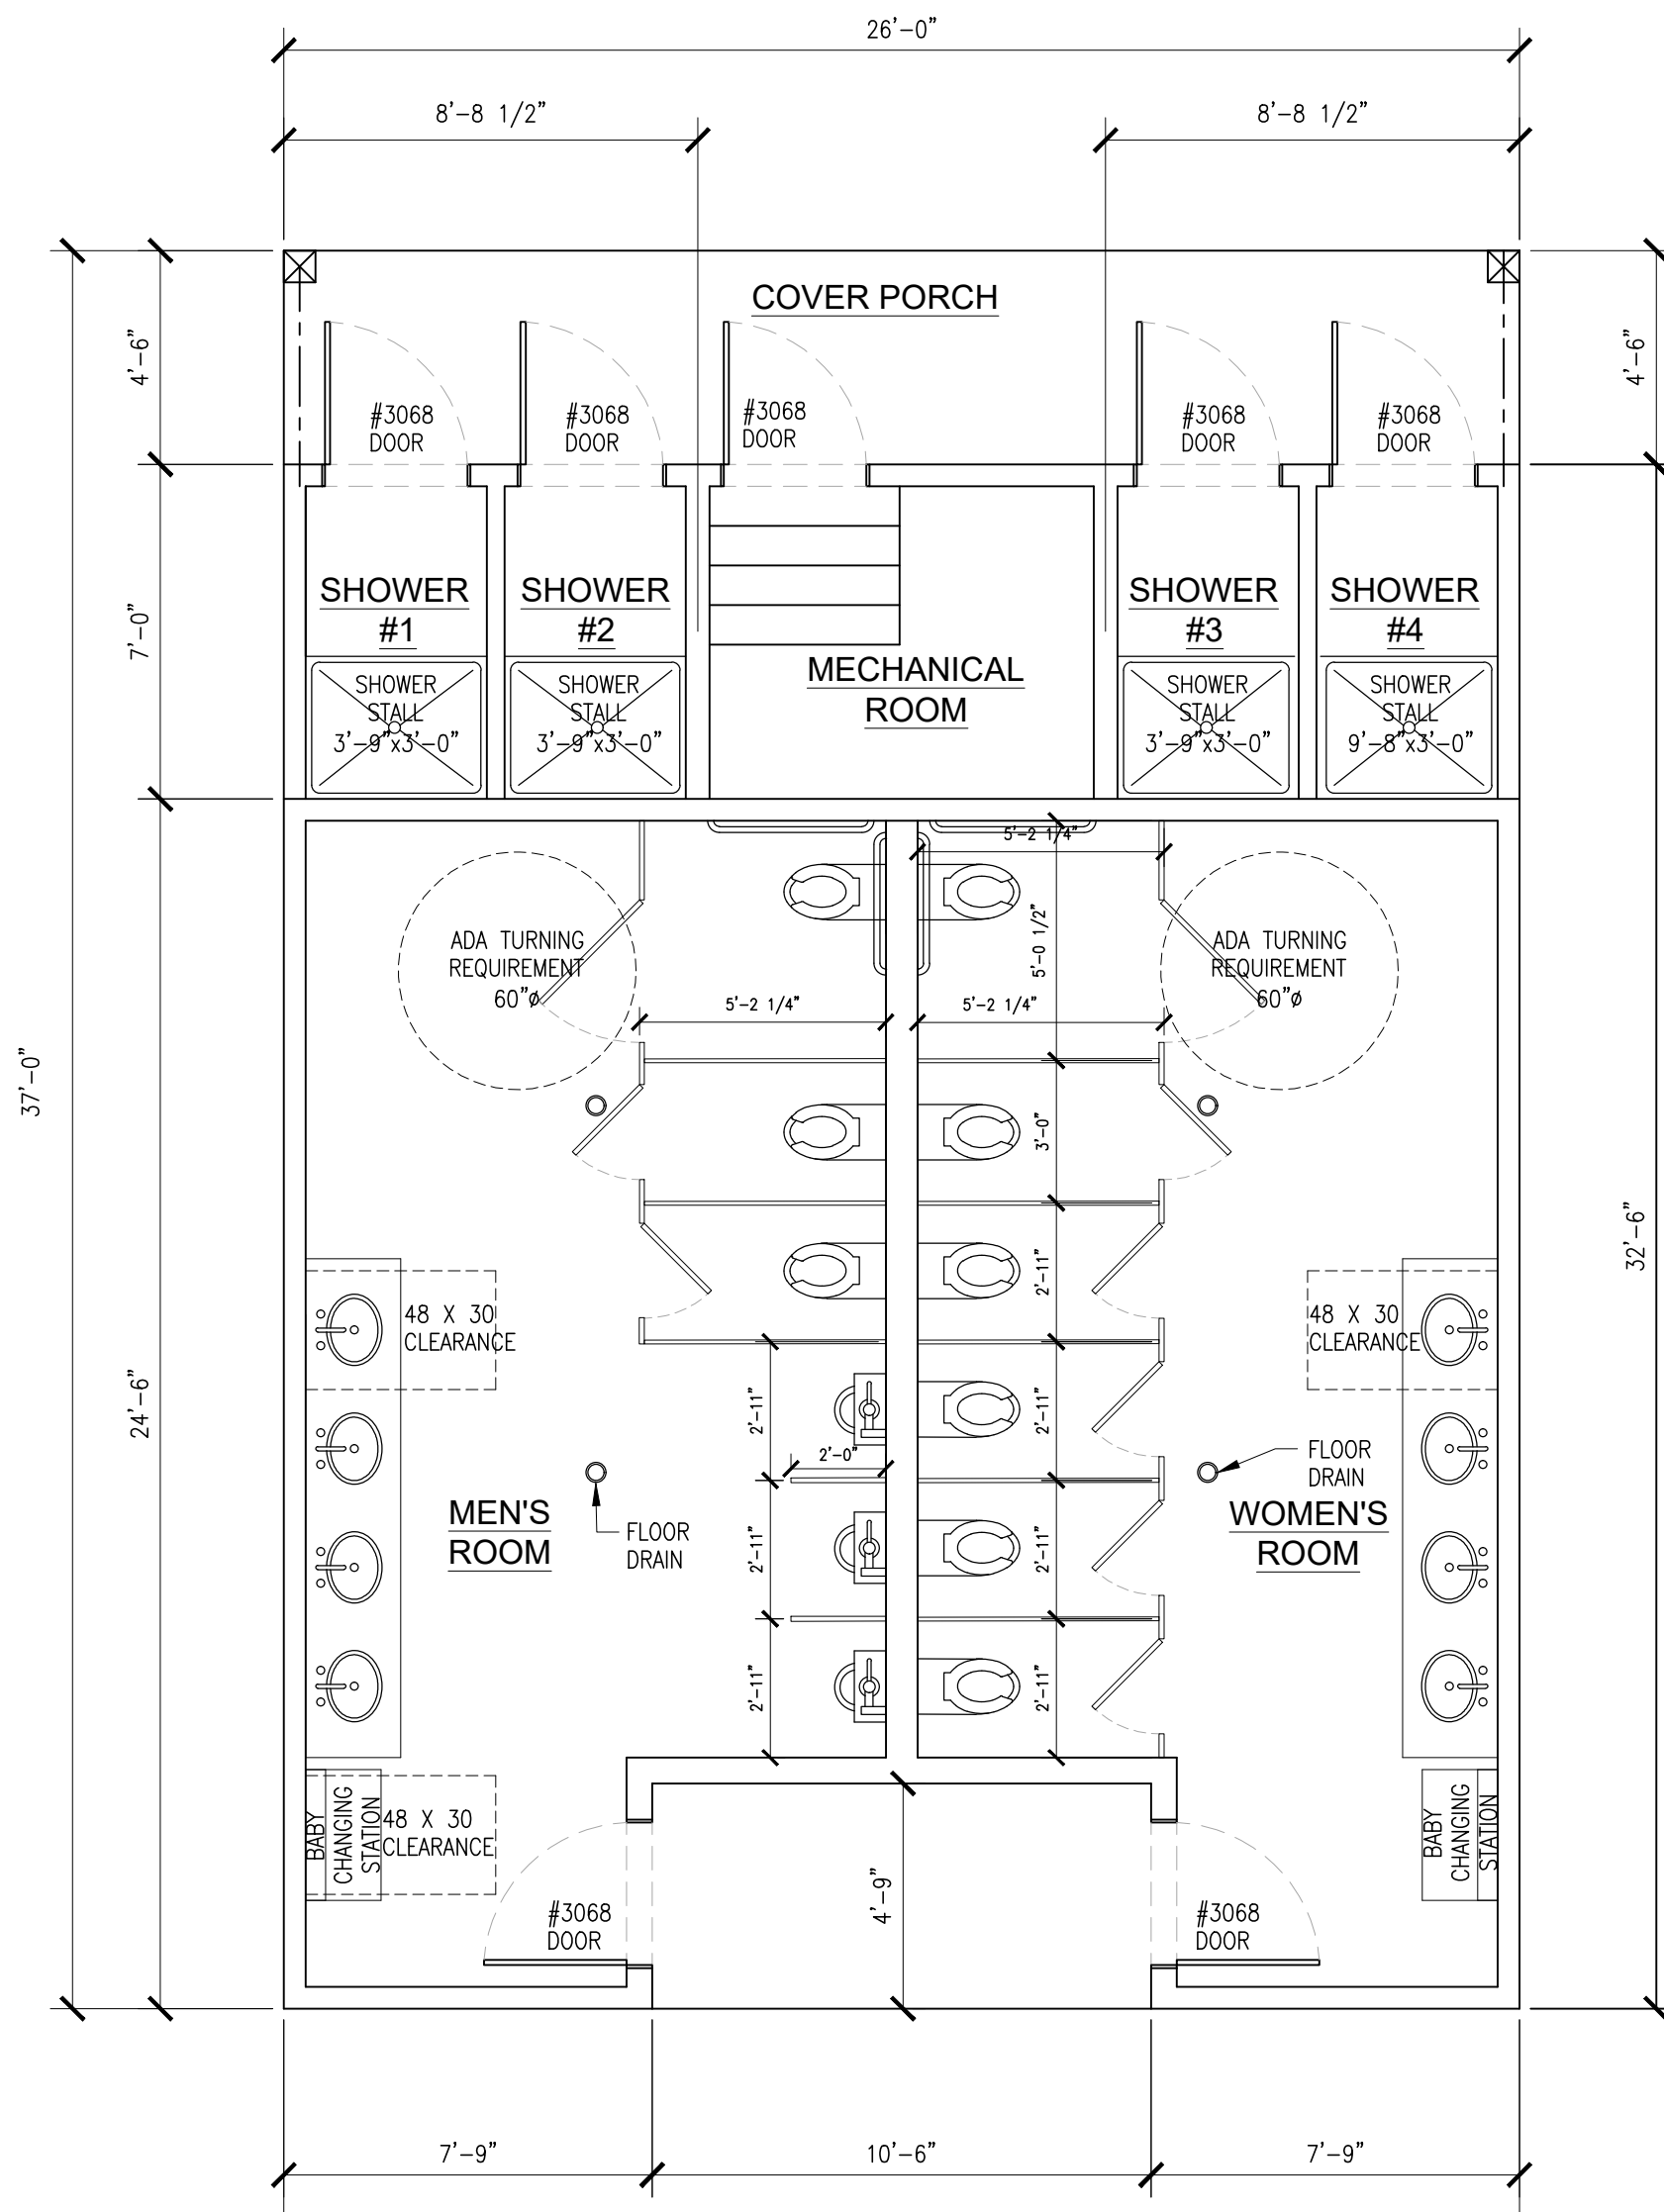 26'-0"
8'-8 1/2"
8'-8 1/2"
COVER PORCH
4'-6"
4'-6"
#3068
DOOR
#3068
DOOR
#3068
DOOR
#3068
DOOR
#3068
DOOR
7'-0"
SHOWER
#1
SHOWER
#2
SHOWER
#3
SHOWER
#4
MECHANICAL
ROOM
SHOWER
STALL
3'-9"x3'-0"
SHOWER
STALL
3'-9"x3'-0"
SHOWER
STALL
3'-9"x3'-0"
SHOWER
STALL
9'-8"x3'-0"
5'-2 1/4"
ADA TURNING
REQUIREMENT
60"ø
5'-0 1/2"
ADA TURNING
REQUIREMENT
60"ø
5'-2 1/4"
5'-2 1/4"
37'-0"
3'-0"
32'-6"
2'-11"
48 X 30
CLEARANCE
48 X 30
CLEARANCE
24'-6"
2'-11"
2'-11"
2'-0"
FLOOR
DRAIN
MEN'S
ROOM
FLOOR
DRAIN
WOMEN'S
ROOM
2'-11"
2'-11"
2'-11"
2'-11"
BABY
CHANGING
STATION
48 X 30
CLEARANCE
BABY
CHANGING
STATION
4'-9"
#3068
DOOR
#3068
DOOR
7'-9"
10'-6"
7'-9"